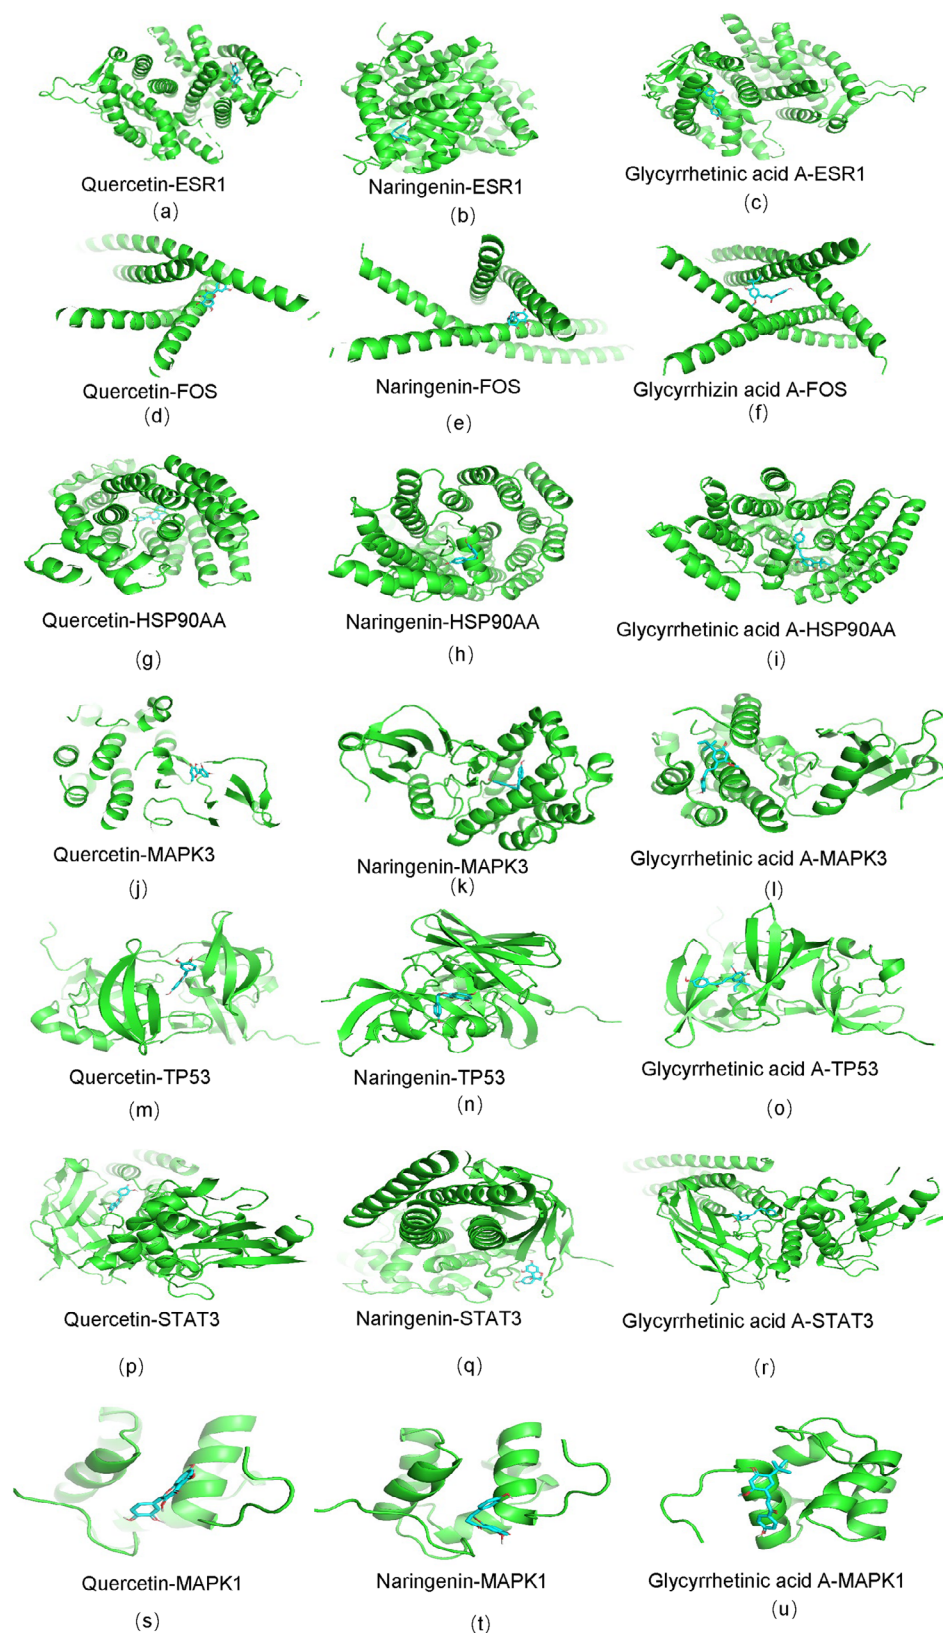 Quercetin-ESR1
Naringenin-ESR1
Glycyrrhetinic acid A-ESR1
(a)
(b)
(c)
Quercetin-FOS
Naringenin-FOS
Glycyrrhizin acid A-FOS
(d)
(e)
(f)
Quercetin-HSP90AA
Naringenin-HSP90AA
Glycyrrhetinic acid A-HSP90AA
(g)
(h)
(i)
Quercetin-MAPK3
Naringenin-MAPK3
Glycyrrhetinic acid A-MAPK3
(j)
(k)
(l)
Quercetin-TP53
Naringenin-TP53
Glycyrrhetinic acid A-TP53
(m)
(n)
(o)
Quercetin-STAT3
Naringenin-STAT3
Glycyrrhetinic acid A-STAT3
(p)
(q)
(r)
Quercetin-MAPK1
Naringenin-MAPK1
Glycyrrhetinic acid A-MAPK1
(s)
(t)
(u)